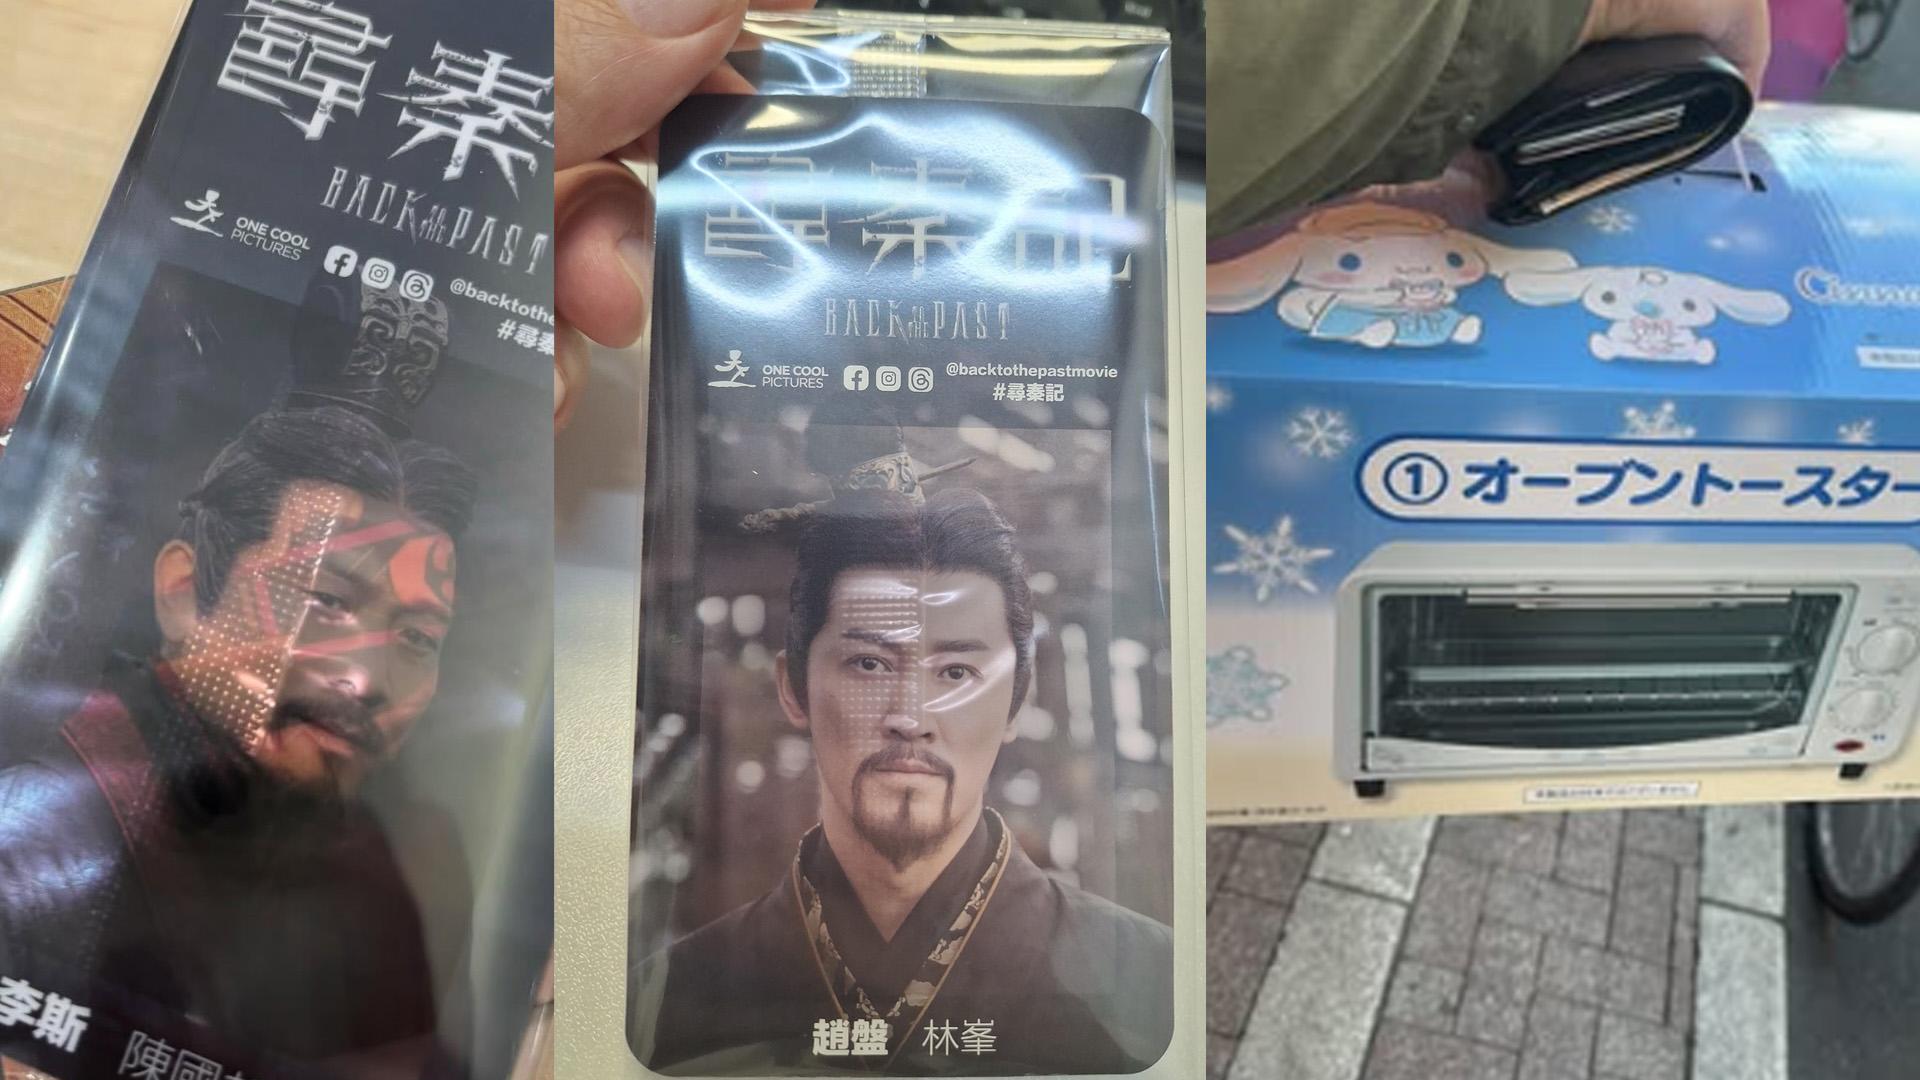 尋秦
BACK TO THE PAST
ONE COOL
PICTURES
@backtothe
#尋秦
李斯
陳國
尋秦記
BACK TO THE PAST
ONE COOL
PICTURES
@backtothepastmovie
#尋秦記
趙盤 林峯
① オーブントースター